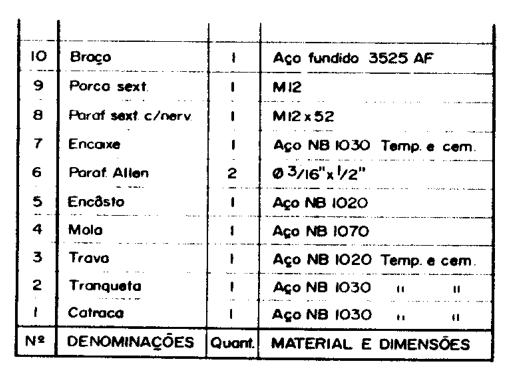 10 Braço 1 Aço fundido 3525 AF
9 Porca sext. 1 M12
8 Paraf. sext. c/nerv. 1 M12x52
7 Encaixe 1 Aço NB 1030 Temp. e cem.
6 Paraf. Allen 2 Ø 3/16"x 1/2"
5 Encôsto 1 Aço NB 1020
4 Mola 1 Aço NB 1070
3 Trava 1 Aço NB 1020 Temp. e cem.
2 Tranqueta 1 Aço NB 1030 " "
1 Catraca 1 Aço NB 1030 " "
Nº DENOMINAÇÕES Quant. MATERIAL E DIMENSÕES